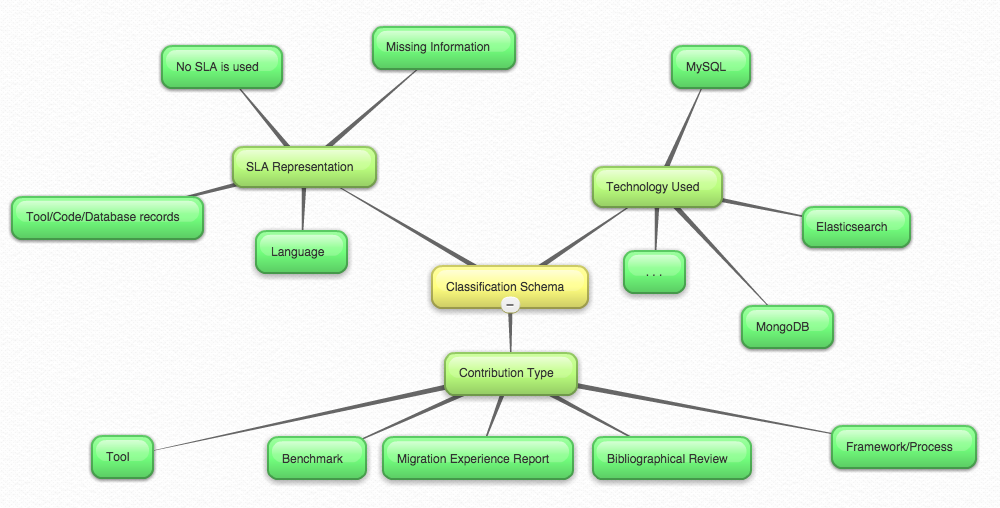 Missing Information
No SLA is used
MySQL
SLA Representation
Technology Used
Tool/Code/Database records
Elasticsearch
Language
. . .
Classification Schema
−
MongoDB
Contribution Type
Tool
Benchmark
Migration Experience Report
Bibliographical Review
Framework/Process